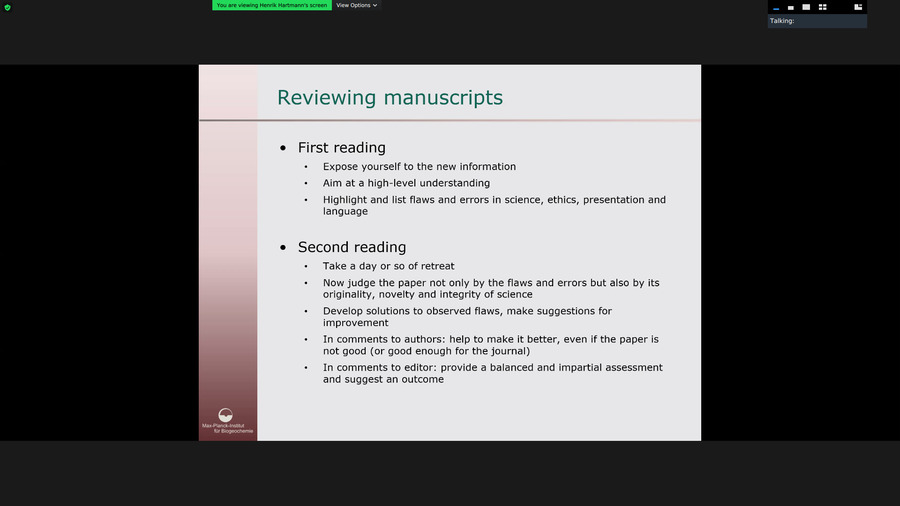 You are viewing Henrik Hartmann's screen
View Options
Talking:
Reviewing manuscripts
• First reading
• Expose yourself to the new information
• Aim at a high-level understanding
• Highlight and list flaws and errors in science, ethics, presentation and
language
• Second reading
• Take a day or so of retreat
• Now judge the paper not only by the flaws and errors but also by its
originality, novelty and integrity of science
• Develop solutions to observed flaws, make suggestions for
improvement
• In comments to authors: help to make it better, even if the paper is
not good (or good enough for the journal)
• In comments to editor: provide a balanced and impartial assessment
and suggest an outcome
Max-Planck-Institut
für Biogeochemie